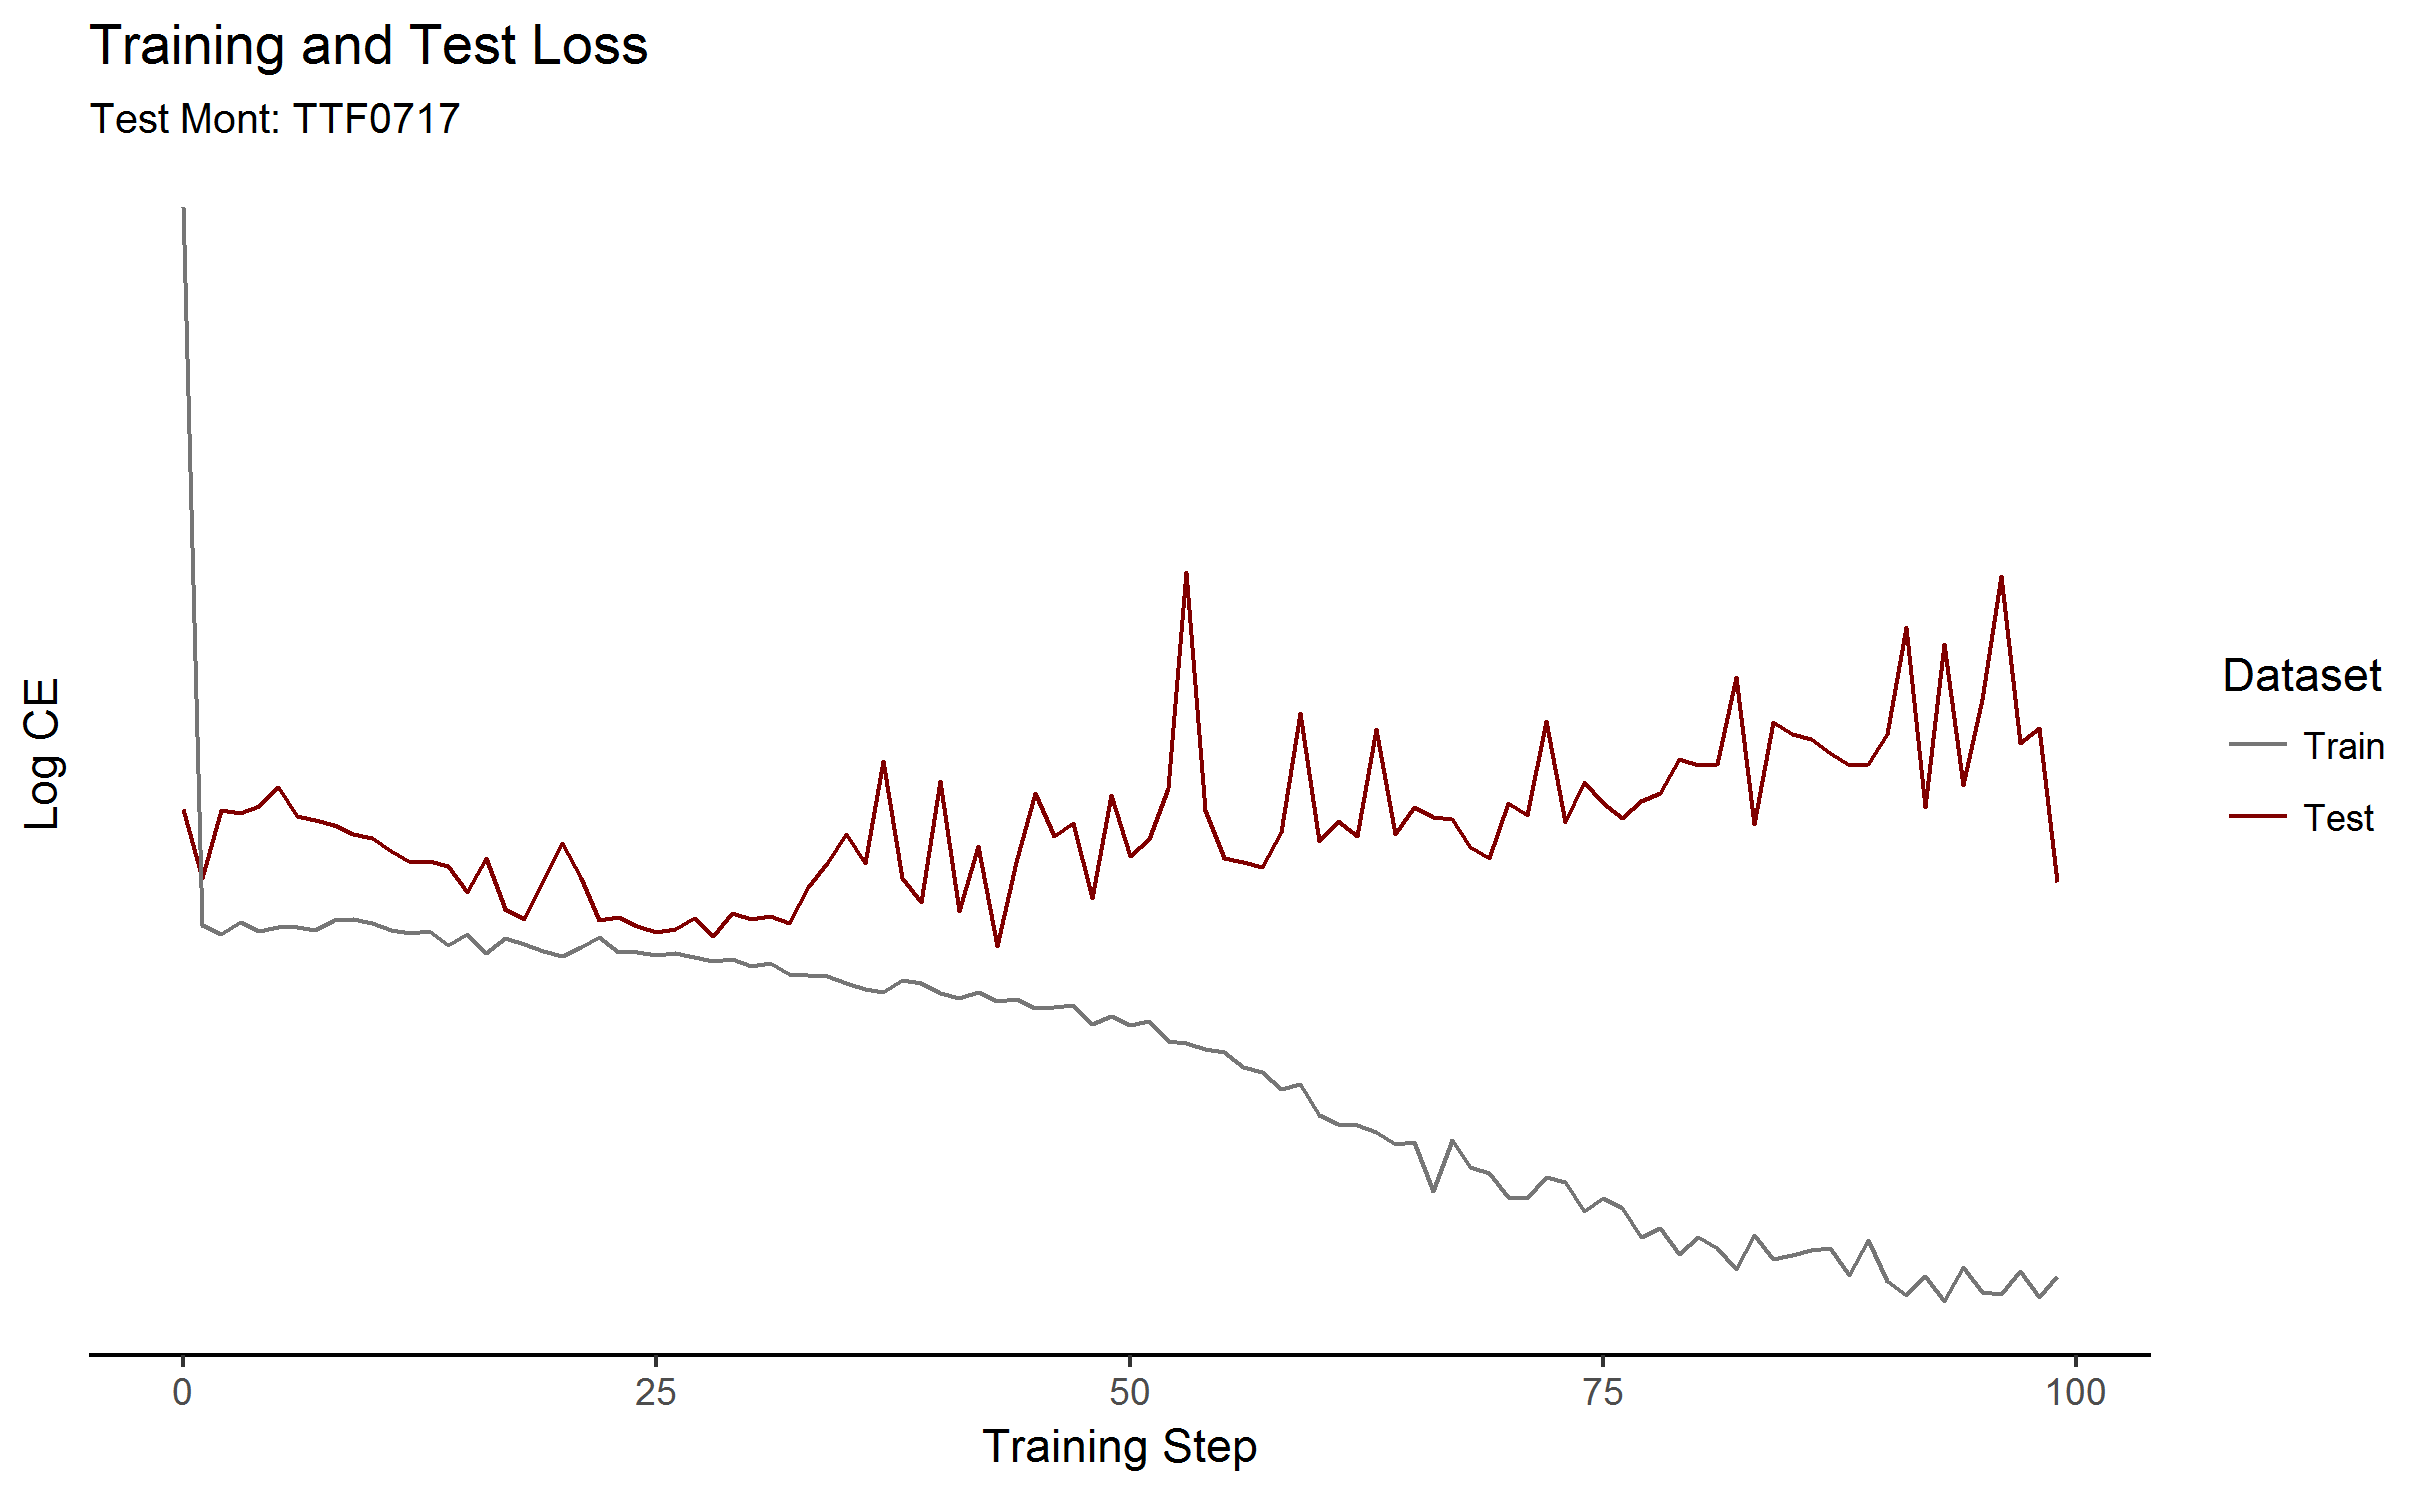 Training and Test Loss
Test Mont: TTF0717
Log CE
Dataset
Train
Test
0 25 50 75 100
Training Step